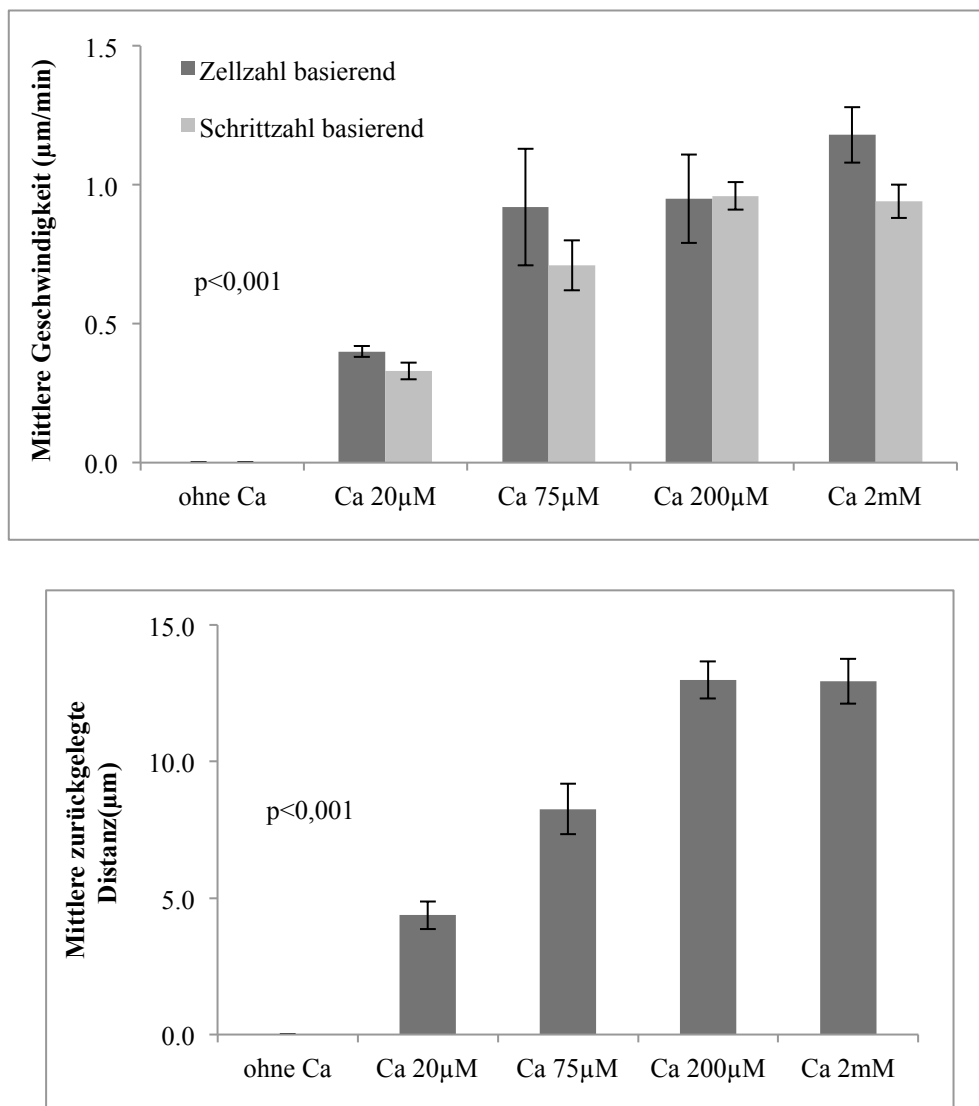 1.5
Zellzahl basierend
Schrittzahl basierend
Mittlere Geschwindigkeit (µm/min)
1.0
p<0,001
0.5
0.0
ohne Ca
Ca 20µM
Ca 75µM
Ca 200µM
Ca 2mM
15.0
Mittlere zurückgelegte
Distanz(µm)
10.0
p<0,001
5.0
0.0
ohne Ca
Ca 20µM
Ca 75µM
Ca 200µM
Ca 2mM